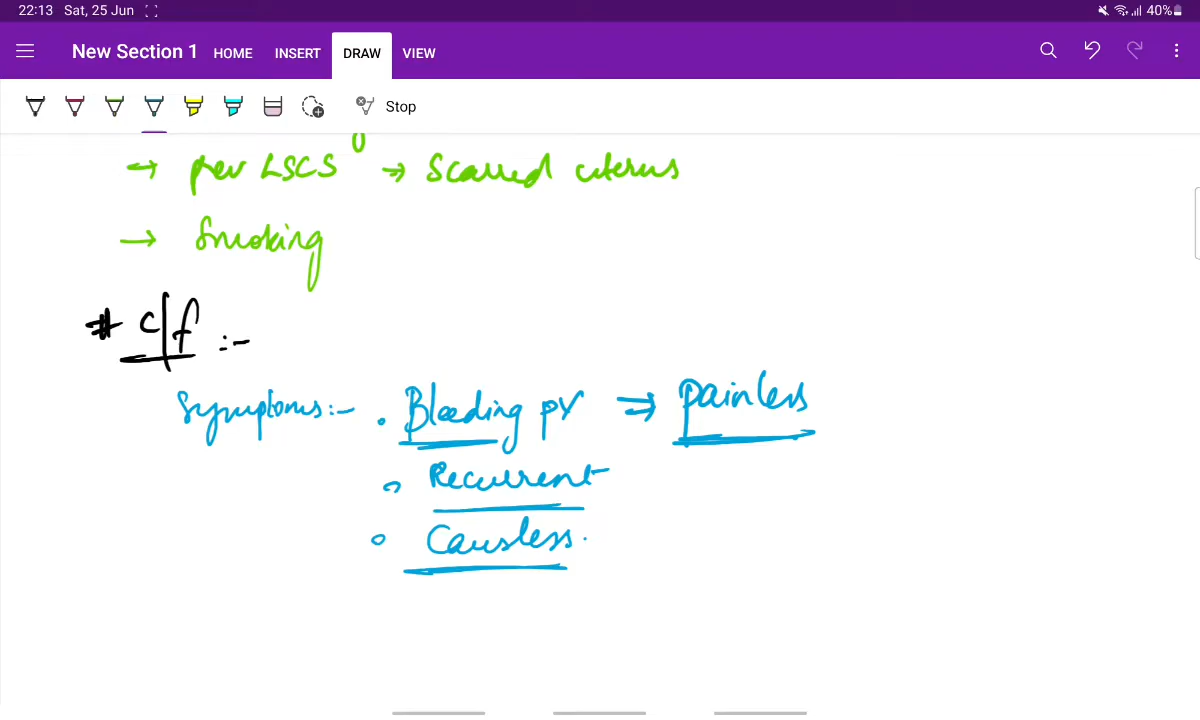 22:13 Sat, 25 Jun 40%
New Section 1 HOME INSERT DRAW VIEW
Stop
→ prev LSCS → Scarred uterus
→ Smoking
* c/f :-
Symptoms:- • Bleeding PV ⇒ painless
∘ Recurrent
∘ Causless.